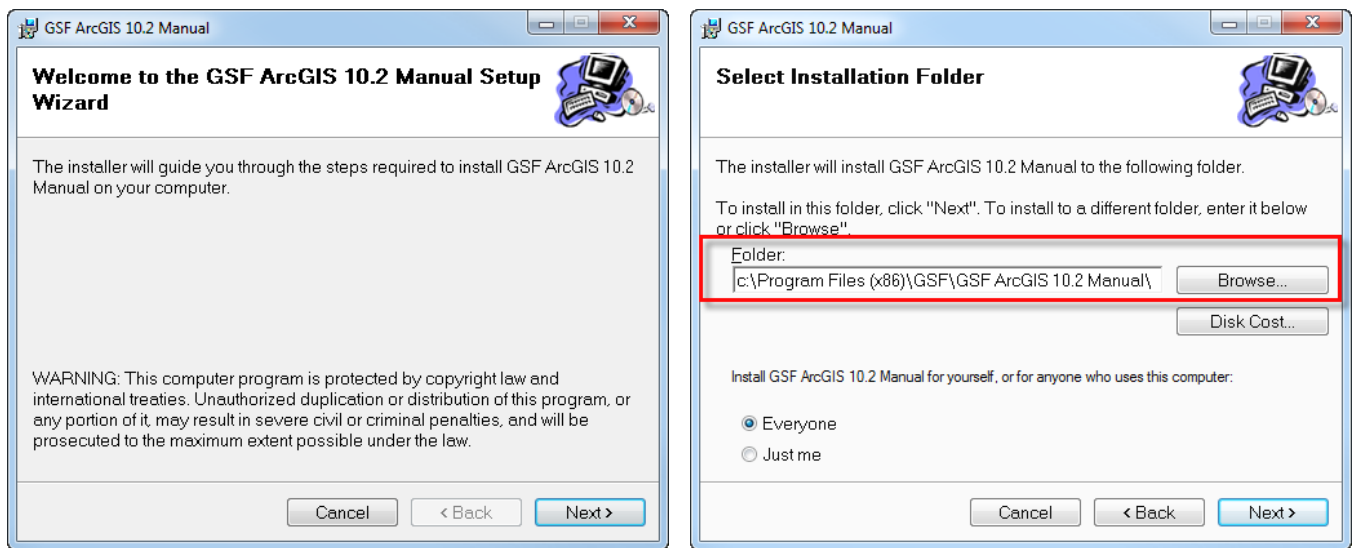 GSF ArcGIS 10.2 Manual
Welcome to the GSF ArcGIS 10.2 Manual Setup
Wizard
The installer will guide you through the steps required to install GSF ArcGIS 10.2
Manual on your computer.
WARNING: This computer program is protected by copyright law and
international treaties. Unauthorized duplication or distribution of this program, or
any portion of it, may result in severe civil or criminal penalties, and will be
prosecuted to the maximum extent possible under the law.
Cancel
< Back
Next >
GSF ArcGIS 10.2 Manual
Select Installation Folder
The installer will install GSF ArcGIS 10.2 Manual to the following folder.
To install in this folder, click "Next". To install to a different folder, enter it below
or click "Browse".
Folder:
c:\Program Files (x86)\GSF\GSF ArcGIS 10.2 Manual\
Browse...
Disk Cost...
Install GSF ArcGIS 10.2 Manual for yourself, or for anyone who uses this computer:
Everyone
Just me
Cancel
< Back
Next >